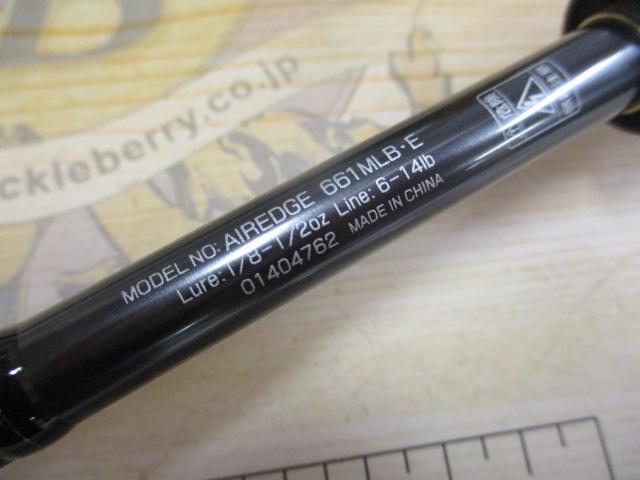 ckleberry.co.jp
MODEL NO: AIREDGE 661MLB·E
Lure:1/8-1/2oz Line: 6-14lb
01404762 MADE IN CHINA